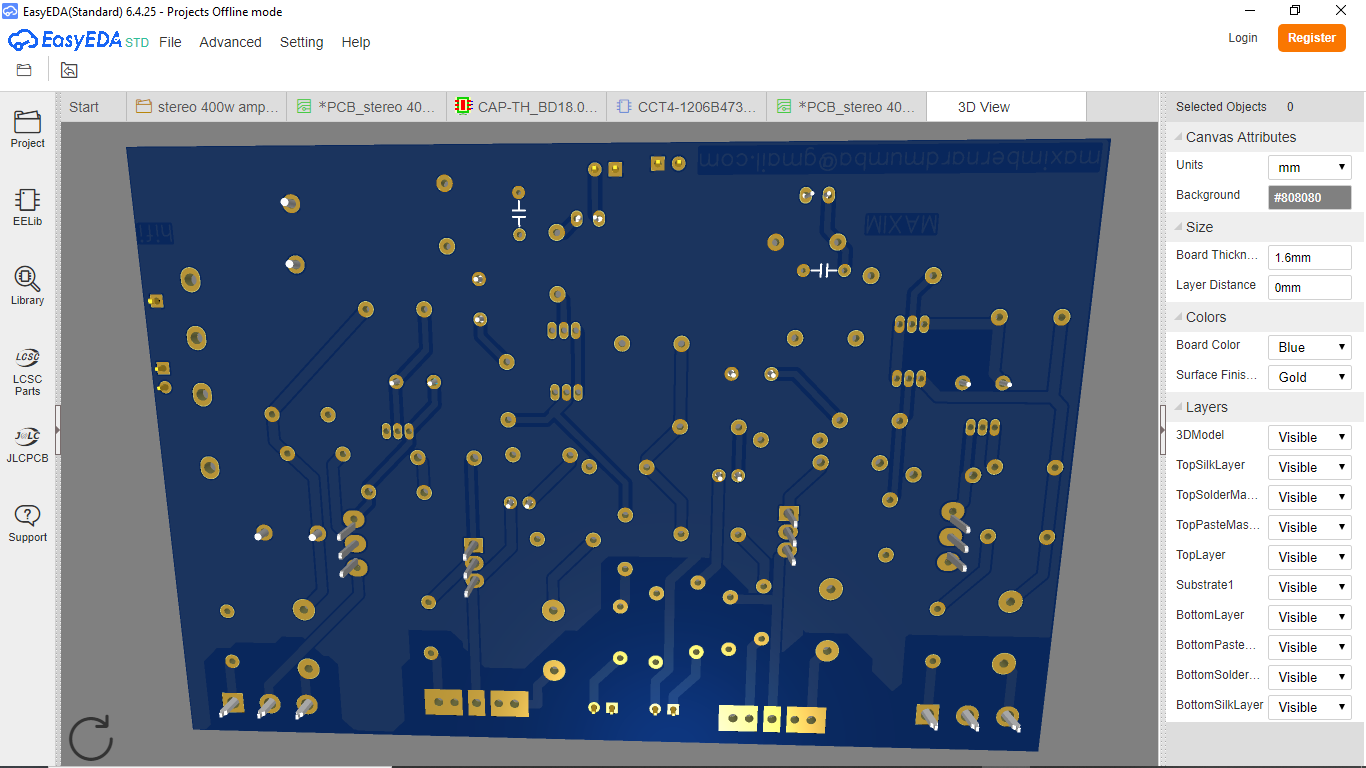 EasyEDA(Standard) 6.4.25 - Projects Offline mode
EasyEDA STD File Advanced Setting Help Login Register
Start stereo 400w amp... *PCB_stereo 40... CAP-TH_BD18.0... CCT4-1206B473... *PCB_stereo 40... 3D View
Project
EELib
Library
LCSC
LCSC
Parts
JLCPCB
Support
maximbernardmumba@gmail.com
MAXIM
hifi
Selected Objects 0
Canvas Attributes
Units mm
Background #808080
Size
Board Thickn... 1.6mm
Layer Distance 0mm
Colors
Board Color Blue
Surface Finis... Gold
Layers
3DModel Visible
TopSilkLayer Visible
TopSolderMa... Visible
TopPasteMas... Visible
TopLayer Visible
Substrate1 Visible
BottomLayer Visible
BottomPaste... Visible
BottomSolder... Visible
BottomSilkLayer Visible